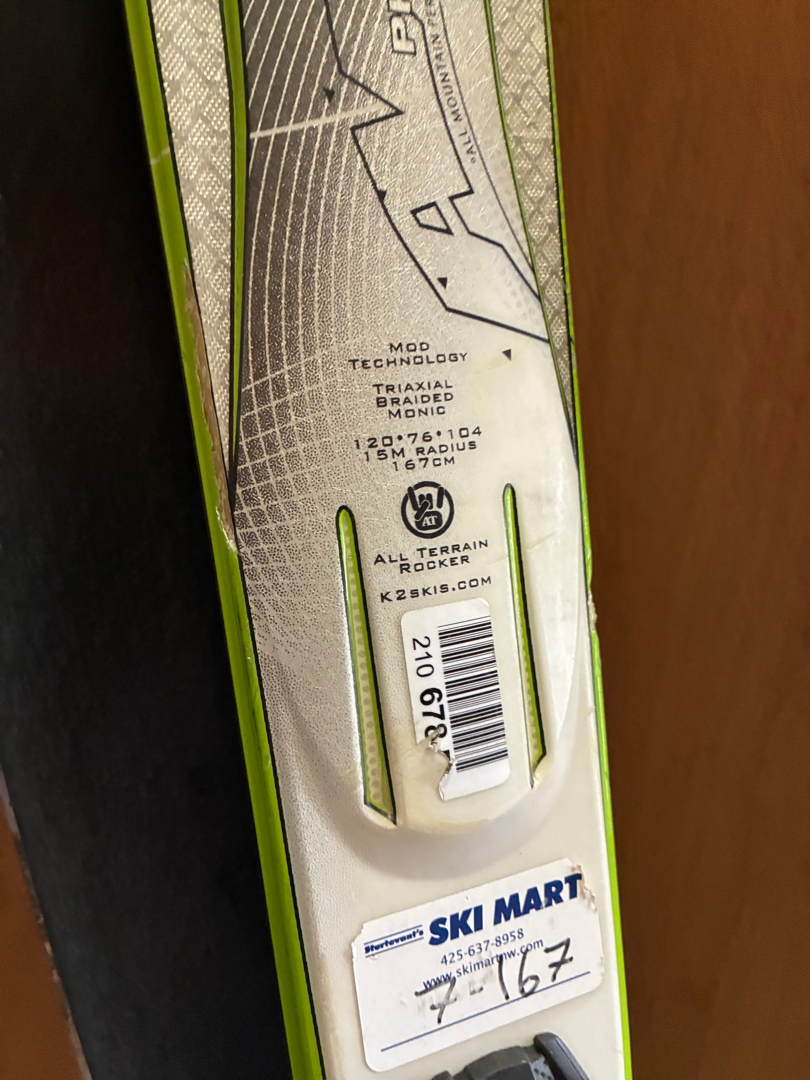 °ALL MOUNTAIN
MOD
TECHNOLOGY
TRIAXIAL
BRAIDED
MONIC
120•76•104
15M RADIUS
167CM
AT
ALL TERRAIN
ROCKER
K2SKIS.COM
210 678
Sturtevant's SKI MART
425-637-8958
www.skimartnw.com
7-167